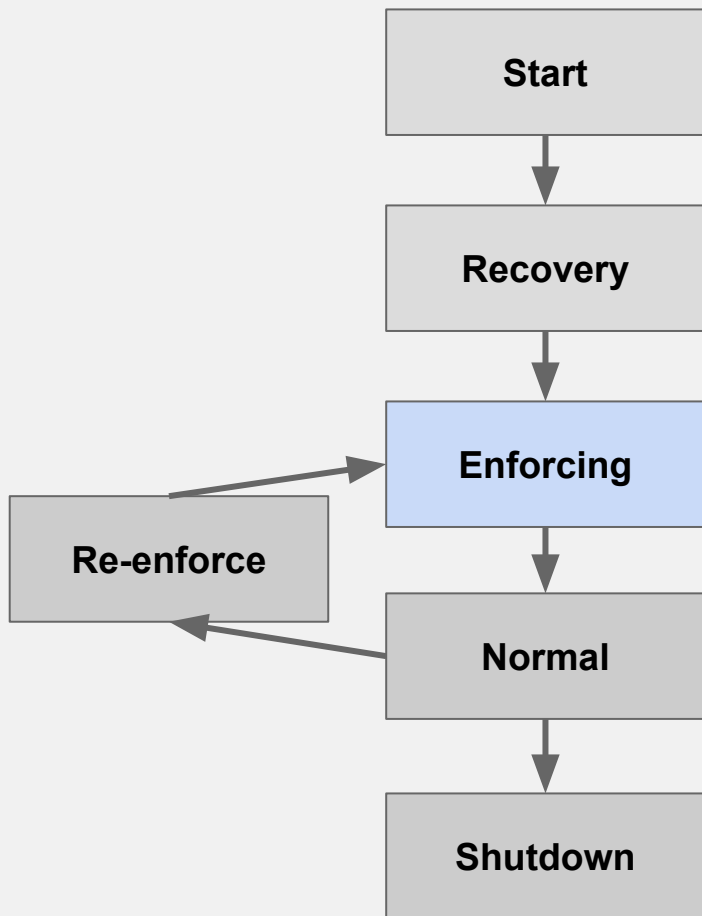 Start
Recovery
Enforcing
Re-enforce
Normal
Shutdown